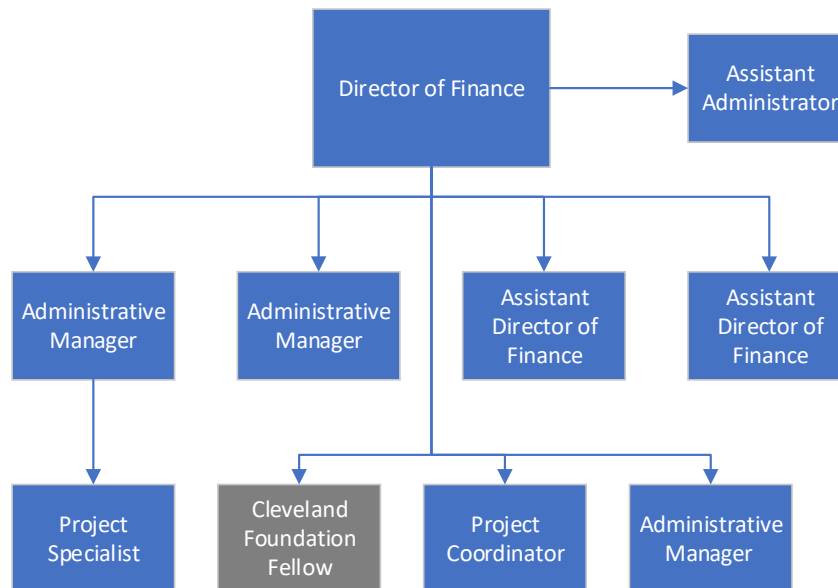 Director of Finance
Assistant
Administrator
Administrative
Manager
Administrative
Manager
Assistant
Director of
Finance
Assistant
Director of
Finance
Project
Specialist
Cleveland
Foundation
Fellow
Project
Coordinator
Administrative
Manager